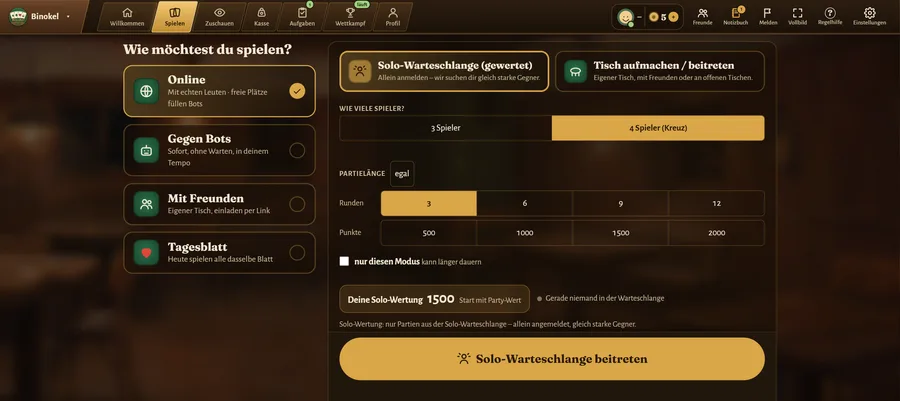 Binokel
Willkommen
Spielen
Zuschauen
Kasse
Aufgaben
Wettkampf
läuft
Profil
5
Freunde
Notizbuch
Melden
Vollbild
Regelhilfe
Einstellungen
Wie möchtest du spielen?
Online
Mit echten Leuten · freie Plätze
füllen Bots
Gegen Bots
Sofort, ohne Warten, in deinem
Tempo
Mit Freunden
Eigener Tisch, einladen per Link
Tagesblatt
Heute spielen alle dasselbe Blatt
Solo-Warteschlange (gewertet)
Allein anmelden – wir suchen dir gleich starke Gegner.
Tisch aufmachen / beitreten
Eigener Tisch, mit Freunden oder an offenen Tischen.
WIE VIELE SPIELER?
3 Spieler
4 Spieler (Kreuz)
PARTIELÄNGE egal
Runden 3 6 9 12
Punkte 500 1000 1500 2000
nur diesen Modus kann länger dauern
Deine Solo-Wertung 1500 Start mit Party-Wert
Gerade niemand in der Warteschlange
Solo-Wertung: nur Partien aus der Solo-Warteschlange – allein angemeldet, gleich starke Gegner.
Solo-Warteschlange beitreten